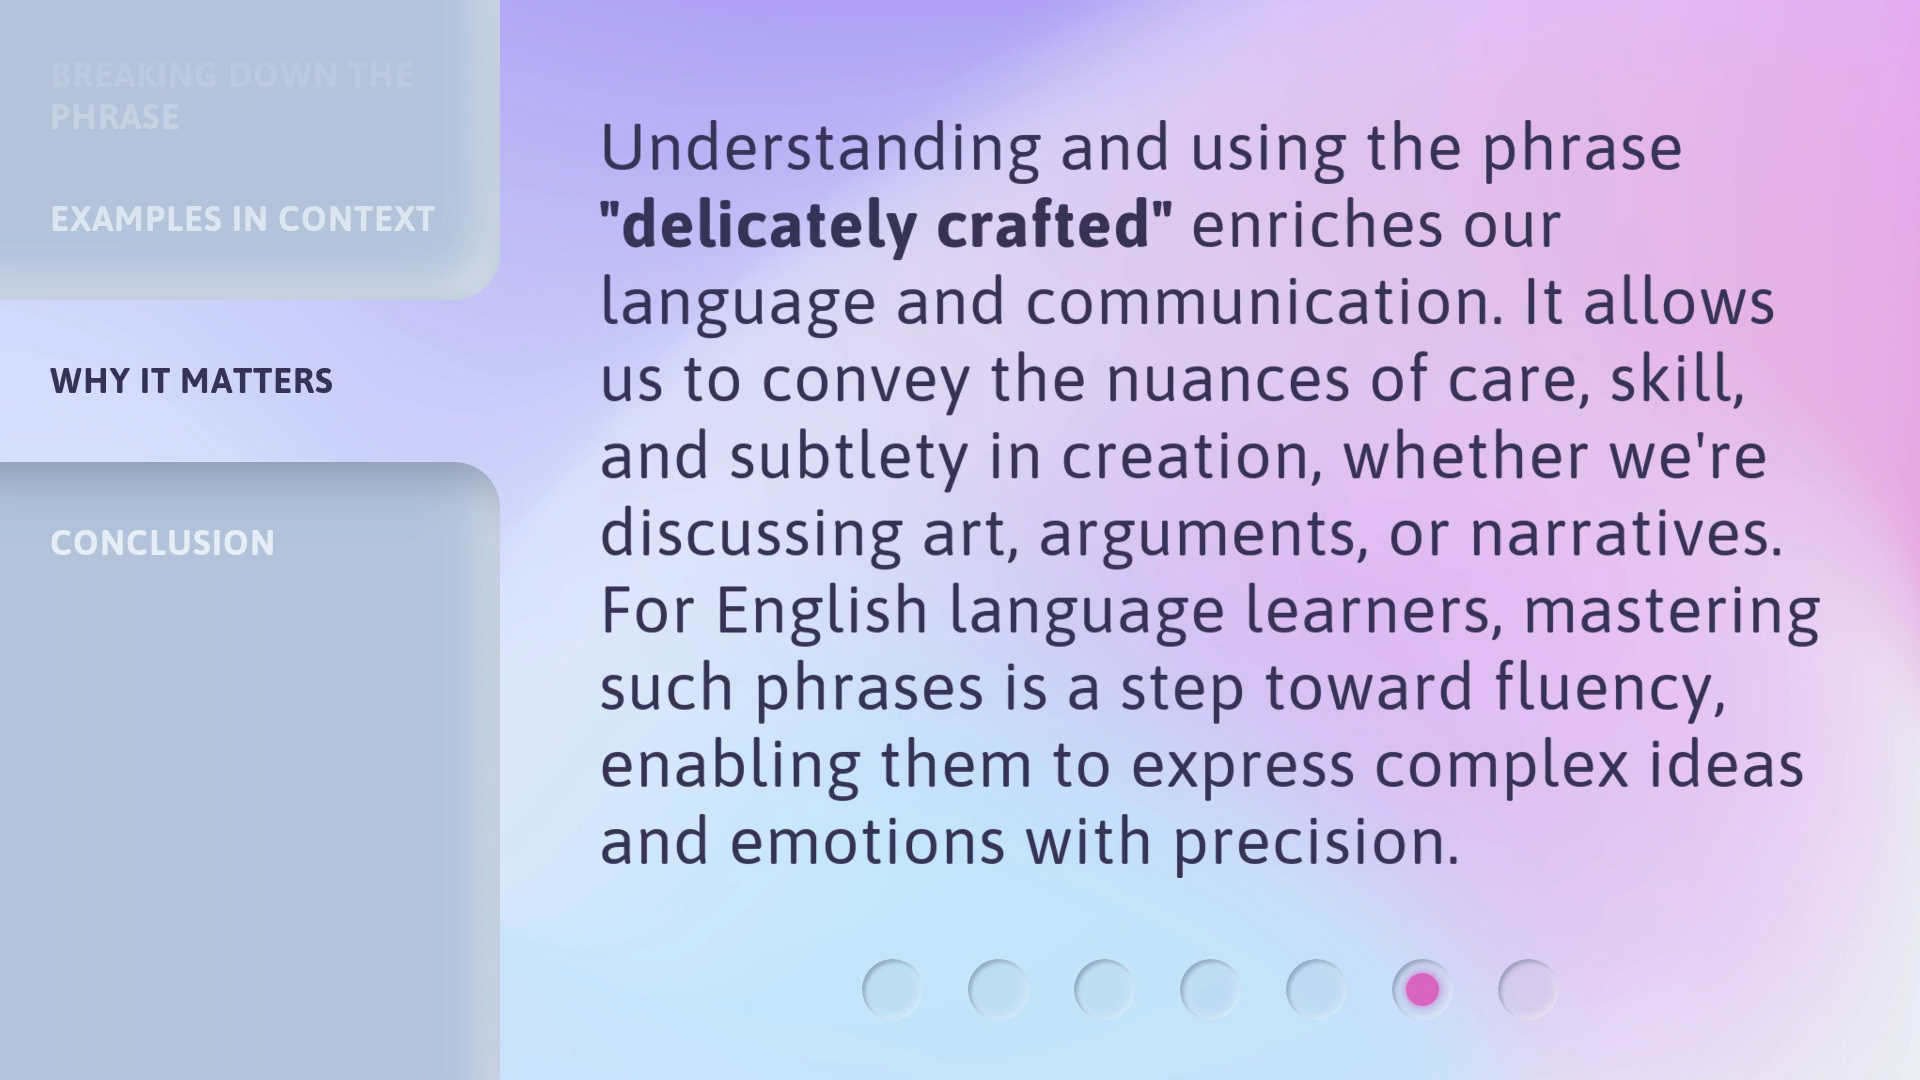 BREAKING DOWN THE
PHRASE
EXAMPLES IN CONTEXT
WHY IT MATTERS
CONCLUSION
Understanding and using the phrase
"delicately crafted" enriches our
language and communication. It allows
us to convey the nuances of care, skill,
and subtlety in creation, whether we're
discussing art, arguments, or narratives.
For English language learners, mastering
such phrases is a step toward fluency,
enabling them to express complex ideas
and emotions with precision.